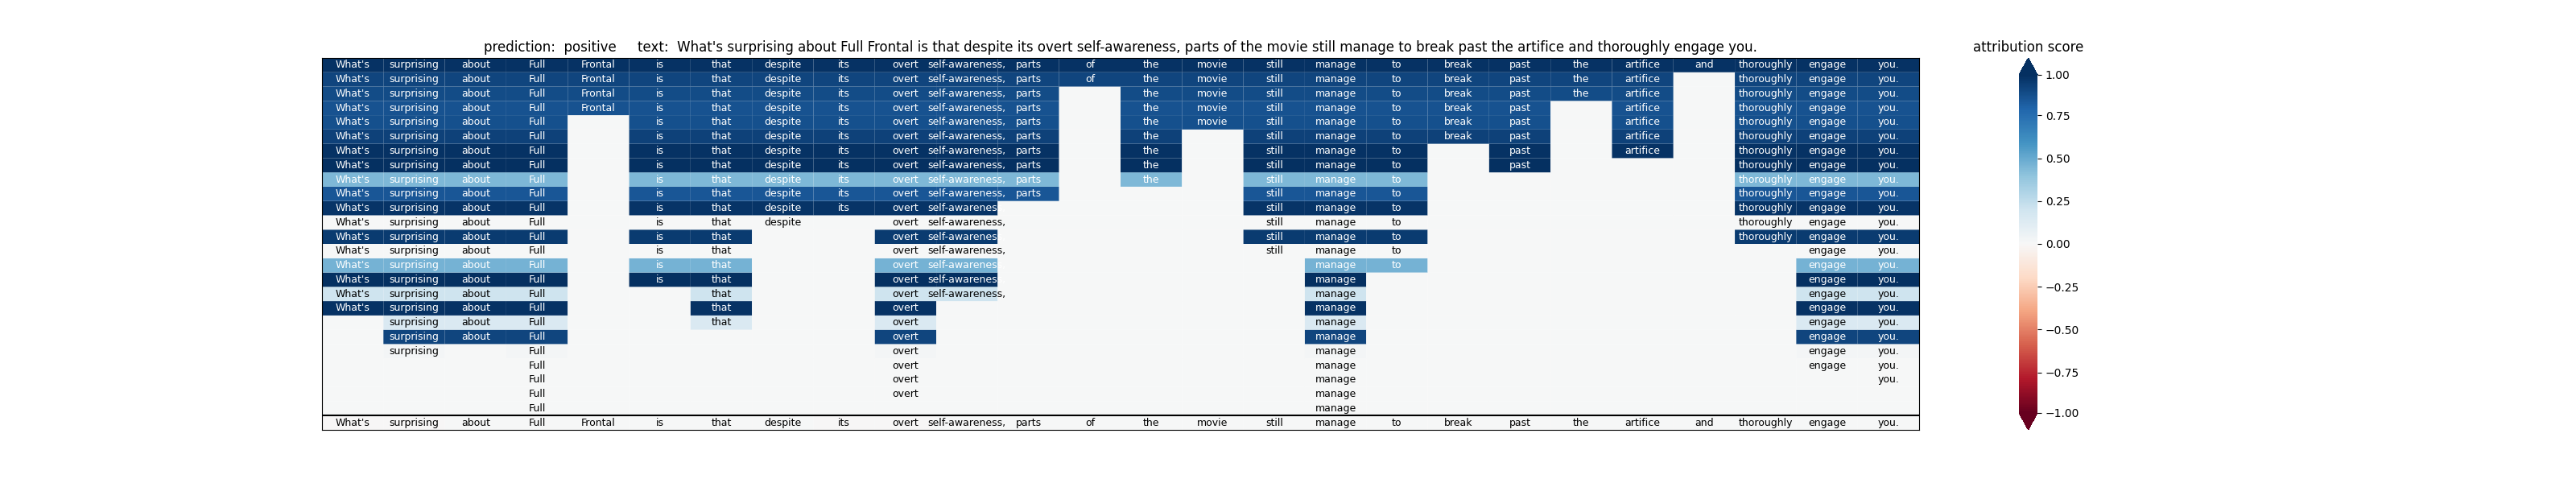 prediction:  positive     text:  What's surprising about Full Frontal is that despite its overt self-awareness, parts of the movie still manage to break past the artifice and thoroughly engage you.     attribution score
What's surprising about Full Frontal is that despite its overt self-awareness, parts of the movie still manage to break past the artifice and thoroughly engage you.     1.00
What's surprising about Full Frontal is that despite its overt self-awareness, parts of the movie still manage to break past the artifice thoroughly engage you.
What's surprising about Full Frontal is that despite its overt self-awareness, parts the movie still manage to break past the artifice thoroughly engage you.
What's surprising about Full Frontal is that despite its overt self-awareness, parts the movie still manage to break past artifice thoroughly engage you.     0.75
What's surprising about Full is that despite its overt self-awareness, parts the movie still manage to break past artifice thoroughly engage you.
What's surprising about Full is that despite its overt self-awareness, parts the still manage to break past artifice thoroughly engage you.
What's surprising about Full is that despite its overt self-awareness, parts the still manage to past artifice thoroughly engage you.     0.50
What's surprising about Full is that despite its overt self-awareness, parts the still manage to past thoroughly engage you.
What's surprising about Full is that despite its overt self-awareness, parts the still manage to thoroughly engage you.
What's surprising about Full is that despite its overt self-awareness, parts still manage to thoroughly engage you.     0.25
What's surprising about Full is that despite its overt self-awarenes still manage to thoroughly engage you.
What's surprising about Full is that despite overt self-awareness, still manage to thoroughly engage you.
What's surprising about Full is that overt self-awarenes still manage to thoroughly engage you.     0.00
What's surprising about Full is that overt self-awareness, still manage to engage you.
What's surprising about Full is that overt self-awarenes manage to engage you.
What's surprising about Full is that overt self-awarenes manage engage you.     −0.25
What's surprising about Full that overt self-awareness, manage engage you.
What's surprising about Full that overt manage engage you.
surprising about Full that overt manage engage you.     −0.50
surprising about Full overt manage engage you.
surprising Full overt manage engage you.
Full overt manage engage you.     −0.75
Full overt manage you.
Full overt manage
Full manage     −1.00
What's surprising about Full Frontal is that despite its overt self-awareness, parts of the movie still manage to break past the artifice and thoroughly engage you.